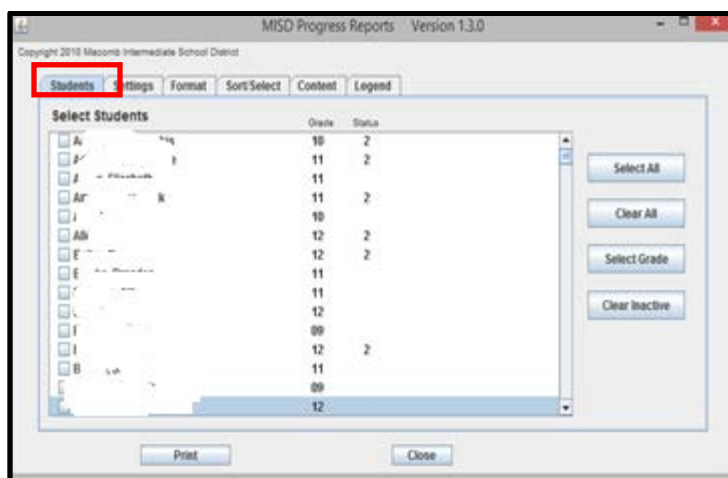 MISD Progress Reports Version 1.3.0
Copyright 2010 Macomb Intermediate School District
Students Settings Format Sort/Select Content Legend
Select Students Grade Status
10 2
11 2
11
11 2
10
12 2
12 2
11
11
12
09
12 2
11
09
12
Select All
Clear All
Select Grade
Clear Inactive
Print Close